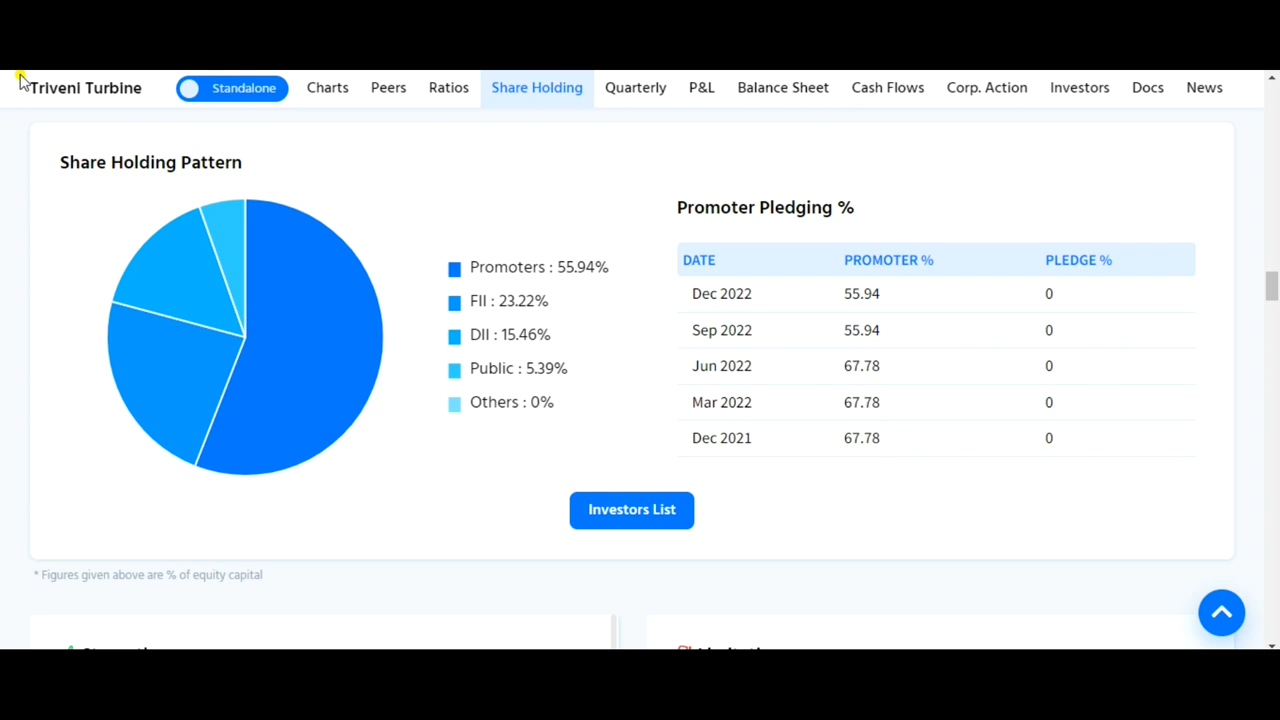 Triveni Turbine Standalone Charts Peers Ratios Share Holding Quarterly P&L Balance Sheet Cash Flows Corp. Action Investors Docs News
Share Holding Pattern
Promoters : 55.94%
FII : 23.22%
DII : 15.46%
Public : 5.39%
Others : 0%
Promoter Pledging %
DATE PROMOTER % PLEDGE %
Dec 2022 55.94 0
Sep 2022 55.94 0
Jun 2022 67.78 0
Mar 2022 67.78 0
Dec 2021 67.78 0
Investors List
* Figures given above are % of equity capital